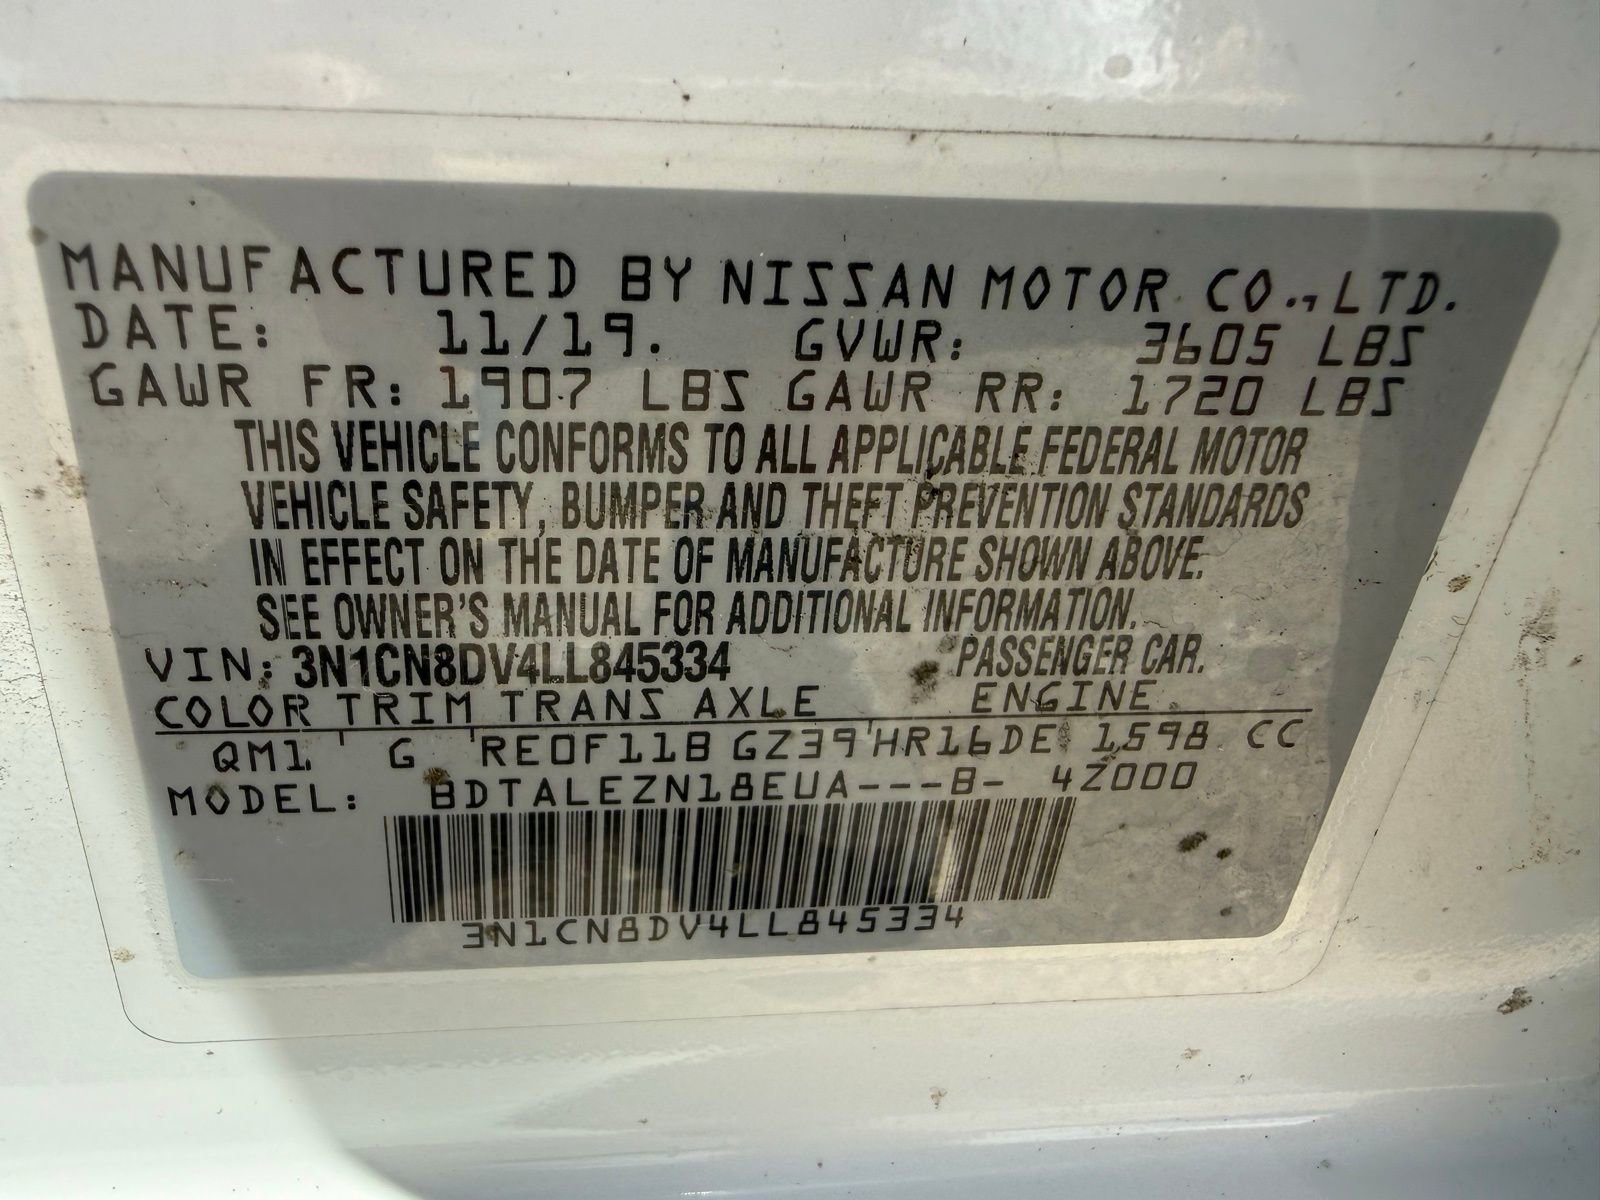 MANUFACTURED BY NISSAN MOTOR CO., LTD.
DATE: 11/19. GVWR: 3605 LBS
GAWR FR: 1907 LBS GAWR RR: 1720 LBS
THIS VEHICLE CONFORMS TO ALL APPLICABLE FEDERAL MOTOR
VEHICLE SAFETY, BUMPER AND THEFT PREVENTION STANDARDS
IN EFFECT ON THE DATE OF MANUFACTURE SHOWN ABOVE.
SEE OWNER'S MANUAL FOR ADDITIONAL INFORMATION.
VIN: 3N1CN8DV4LL845334 PASSENGER CAR.
COLOR TRIM TRANS AXLE ENGINE
QM1 G RE0F11B GZ39 HR16DE 1598 CC
MODEL: BDTALEZN18EUA---B- 4Z000
3N1CN8DV4LL845334